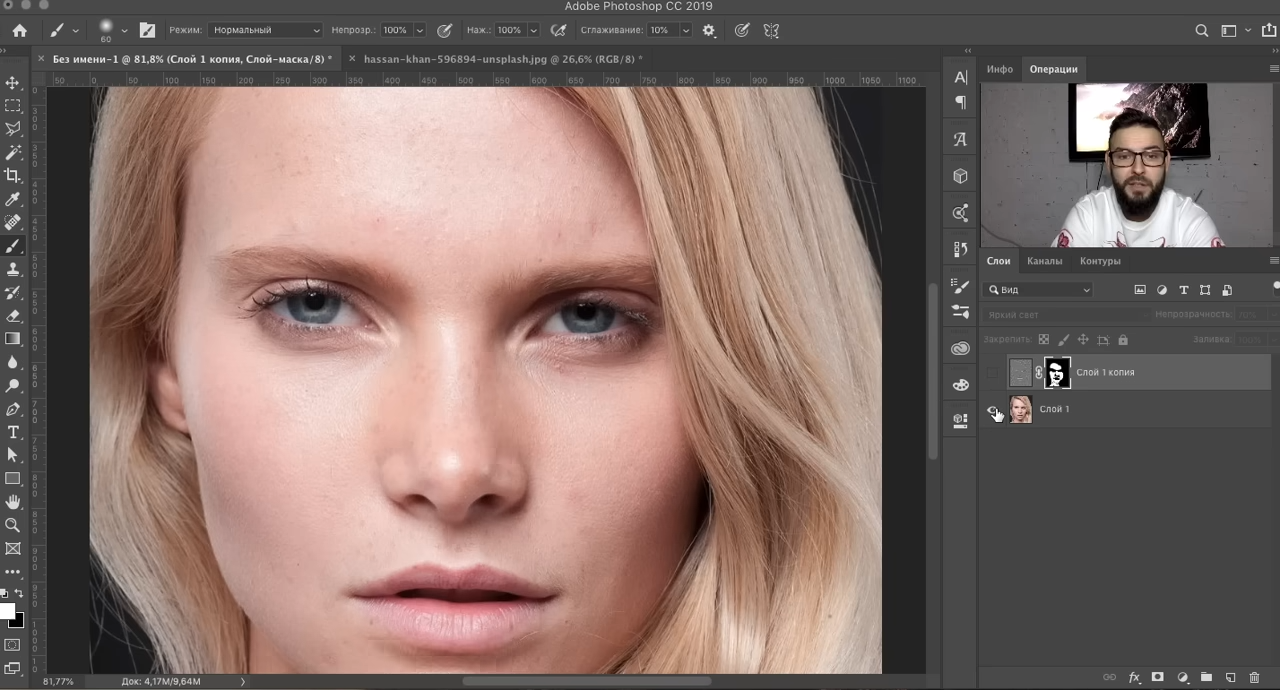 Adobe Photoshop CC 2019
60
Режим: Нормальный Непрозр.: 100% Наж.: 100% Сглаживание: 10%
Без имени-1 @ 81,8% (Слой 1 копия, Слой-маска/8) *
hassan-khan-596894-unsplash.jpg @ 26,6% (RGB/8) *
50 0 50 100 150 200 250 300 350 400 450 500 550 600 650 700 750 800 850 900 950 1000 1050 1100
Инфо Операции
Слои Каналы Контуры
Вид
Яркий свет Непрозрачность: 70%
Закрепить: Заливка: 100%
Слой 1 копия
Слой 1
81,77% Док: 4,17M/9,64M